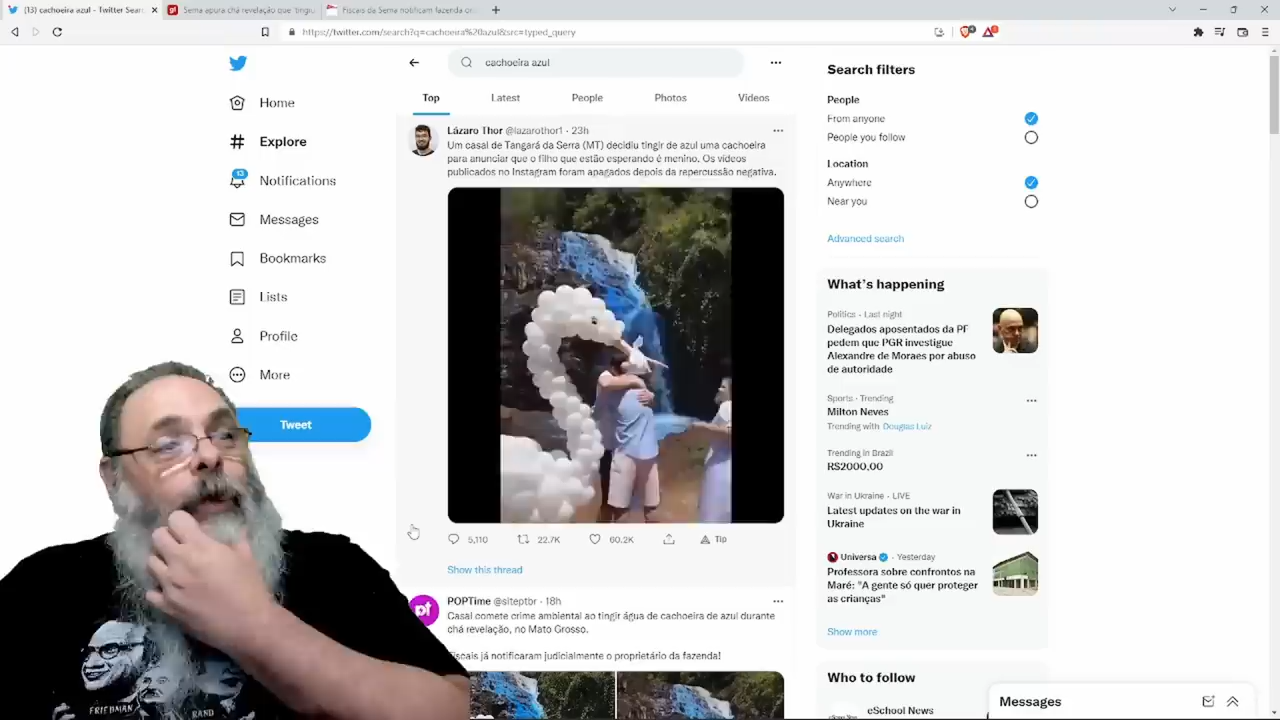 (13) cachoeira azul - Twitter Searc
Sema apura chá revelação que 'tingiu
Fiscais da Sema notificam fazenda on
https://twitter.com/search?q=cachoeira%20azul&src=typed_query
cachoeira azul
Top
Latest
People
Photos
Videos
Home
Explore
13
Notifications
Messages
Bookmarks
Lists
Profile
More
Tweet
Lázaro Thor @lazarothor1 · 23h
Um casal de Tangará da Serra (MT) decidiu tingir de azul uma cachoeira
para anunciar que o filho que estão esperando é menino. Os vídeos
publicados no Instagram foram apagados depois da repercussão negativa.
5,110
22.7K
60.2K
Tip
Show this thread
POPTime @siteptbr · 18h
Casal comete crime ambiental ao tingir água de cachoeira de azul durante
chá revelação, no Mato Grosso.
Fiscais já notificaram judicialmente o proprietário da fazenda!
Search filters
People
From anyone
People you follow
Location
Anywhere
Near you
Advanced search
What's happening
Politics · Last night
Delegados aposentados da PF
pedem que PGR investigue
Alexandre de Moraes por abuso
de autoridade
Sports · Trending
Milton Neves
Trending with Douglas Luiz
Trending in Brazil
R$2000,00
War in Ukraine · LIVE
Latest updates on the war in
Ukraine
Universa · Yesterday
Professora sobre confrontos na
Maré: "A gente só quer proteger
as crianças"
Show more
Who to follow
eSchool News
Messages
FRIEDMAN
RAND